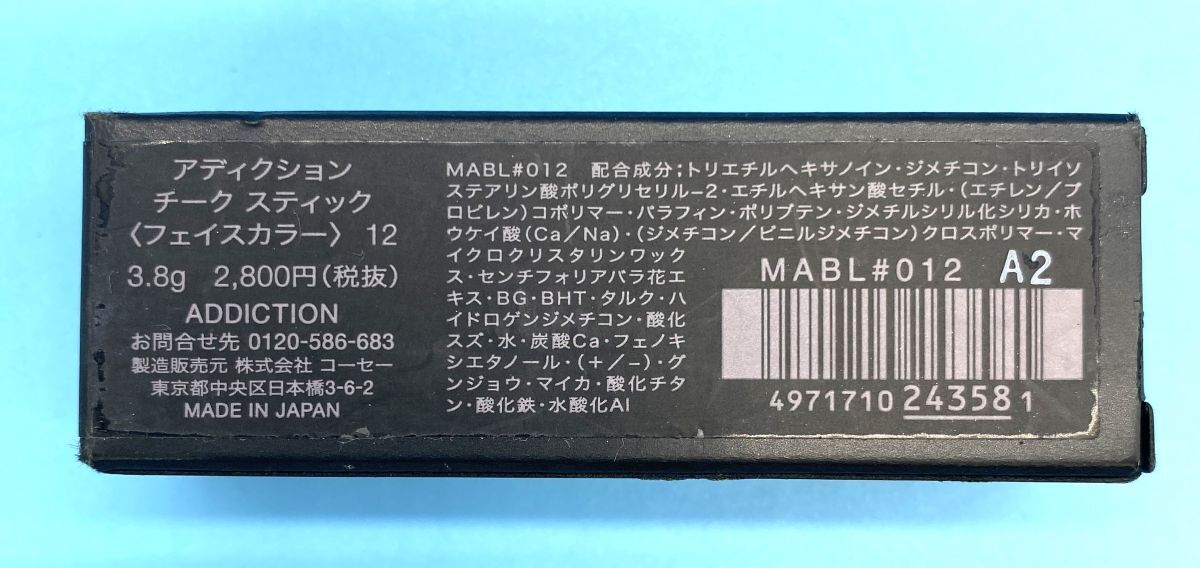 アディクション
チーク スティック
〈フェイスカラー〉 12
3.8g 2,800円(税抜)
ADDICTION
お問合せ先 0120-586-683
製造販売元 株式会社 コーセー
東京都中央区日本橋3-6-2
MADE IN JAPAN
MABL#012 配合成分;トリエチルヘキサノイン・ジメチコン・トリイソ
ステアリン酸ポリグリセリル-2・エチルヘキサン酸セチル・(エチレン/プ
ロピレン)コポリマー・パラフィン・ポリブテン・ジメチルシリル化シリカ・ホ
ウケイ酸(Ca/Na)・(ジメチコン/ビニルジメチコン)クロスポリマー・マ
イクロクリスタリンワック
ス・センチフォリアバラ花エ
キス・BG・BHT・タルク・ハ
イドロゲンジメチコン・酸化
スズ・水・炭酸Ca・フェノキ
シエタノール・(+/-)・グ
ンジョウ・マイカ・酸化チタ
ン・酸化鉄・水酸化Al
MABL#012 A2
4971710 24358 1